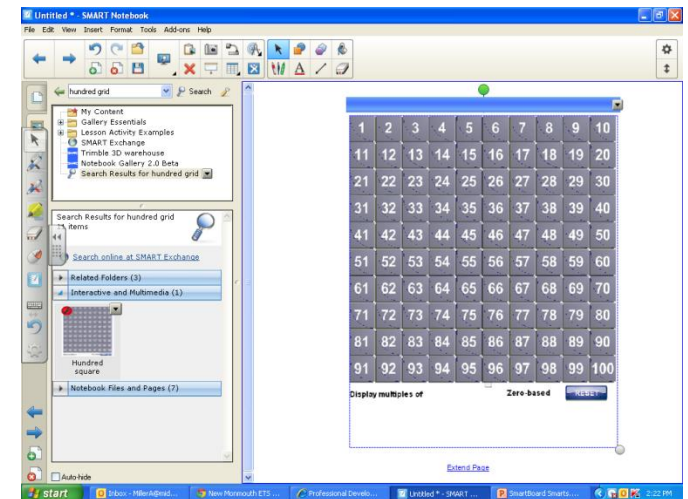 Untitled * - SMART Notebook
File Edit View Insert Format Tools Add-ons Help
hundred grid
Search
My Content
Gallery Essentials
Lesson Activity Examples
SMART Exchange
Trimble 3D warehouse
Notebook Gallery 2.0 Beta
Search Results for hundred grid
Search Results for hundred grid
items
Search online at SMART Exchange
Related Folders (3)
Interactive and Multimedia (1)
Hundred
square
Notebook Files and Pages (7)
Auto-hide
1 2 3 4 5 6 7 8 9 10
11 12 13 14 15 16 17 18 19 20
21 22 23 24 25 26 27 28 29 30
31 32 33 34 35 36 37 38 39 40
41 42 43 44 45 46 47 48 49 50
51 52 53 54 55 56 57 58 59 60
61 62 63 64 65 66 67 68 69 70
71 72 73 74 75 76 77 78 79 80
81 82 83 84 85 86 87 88 89 90
91 92 93 94 95 96 97 98 99 100
Display multiples of Zero-based RESET
Extend Page
start Inbox - MillerA@mid... New Monmouth ETS ... Professional Develo... Untitled * - SMART ... SmartBoard Smarts.... 2:22 PM